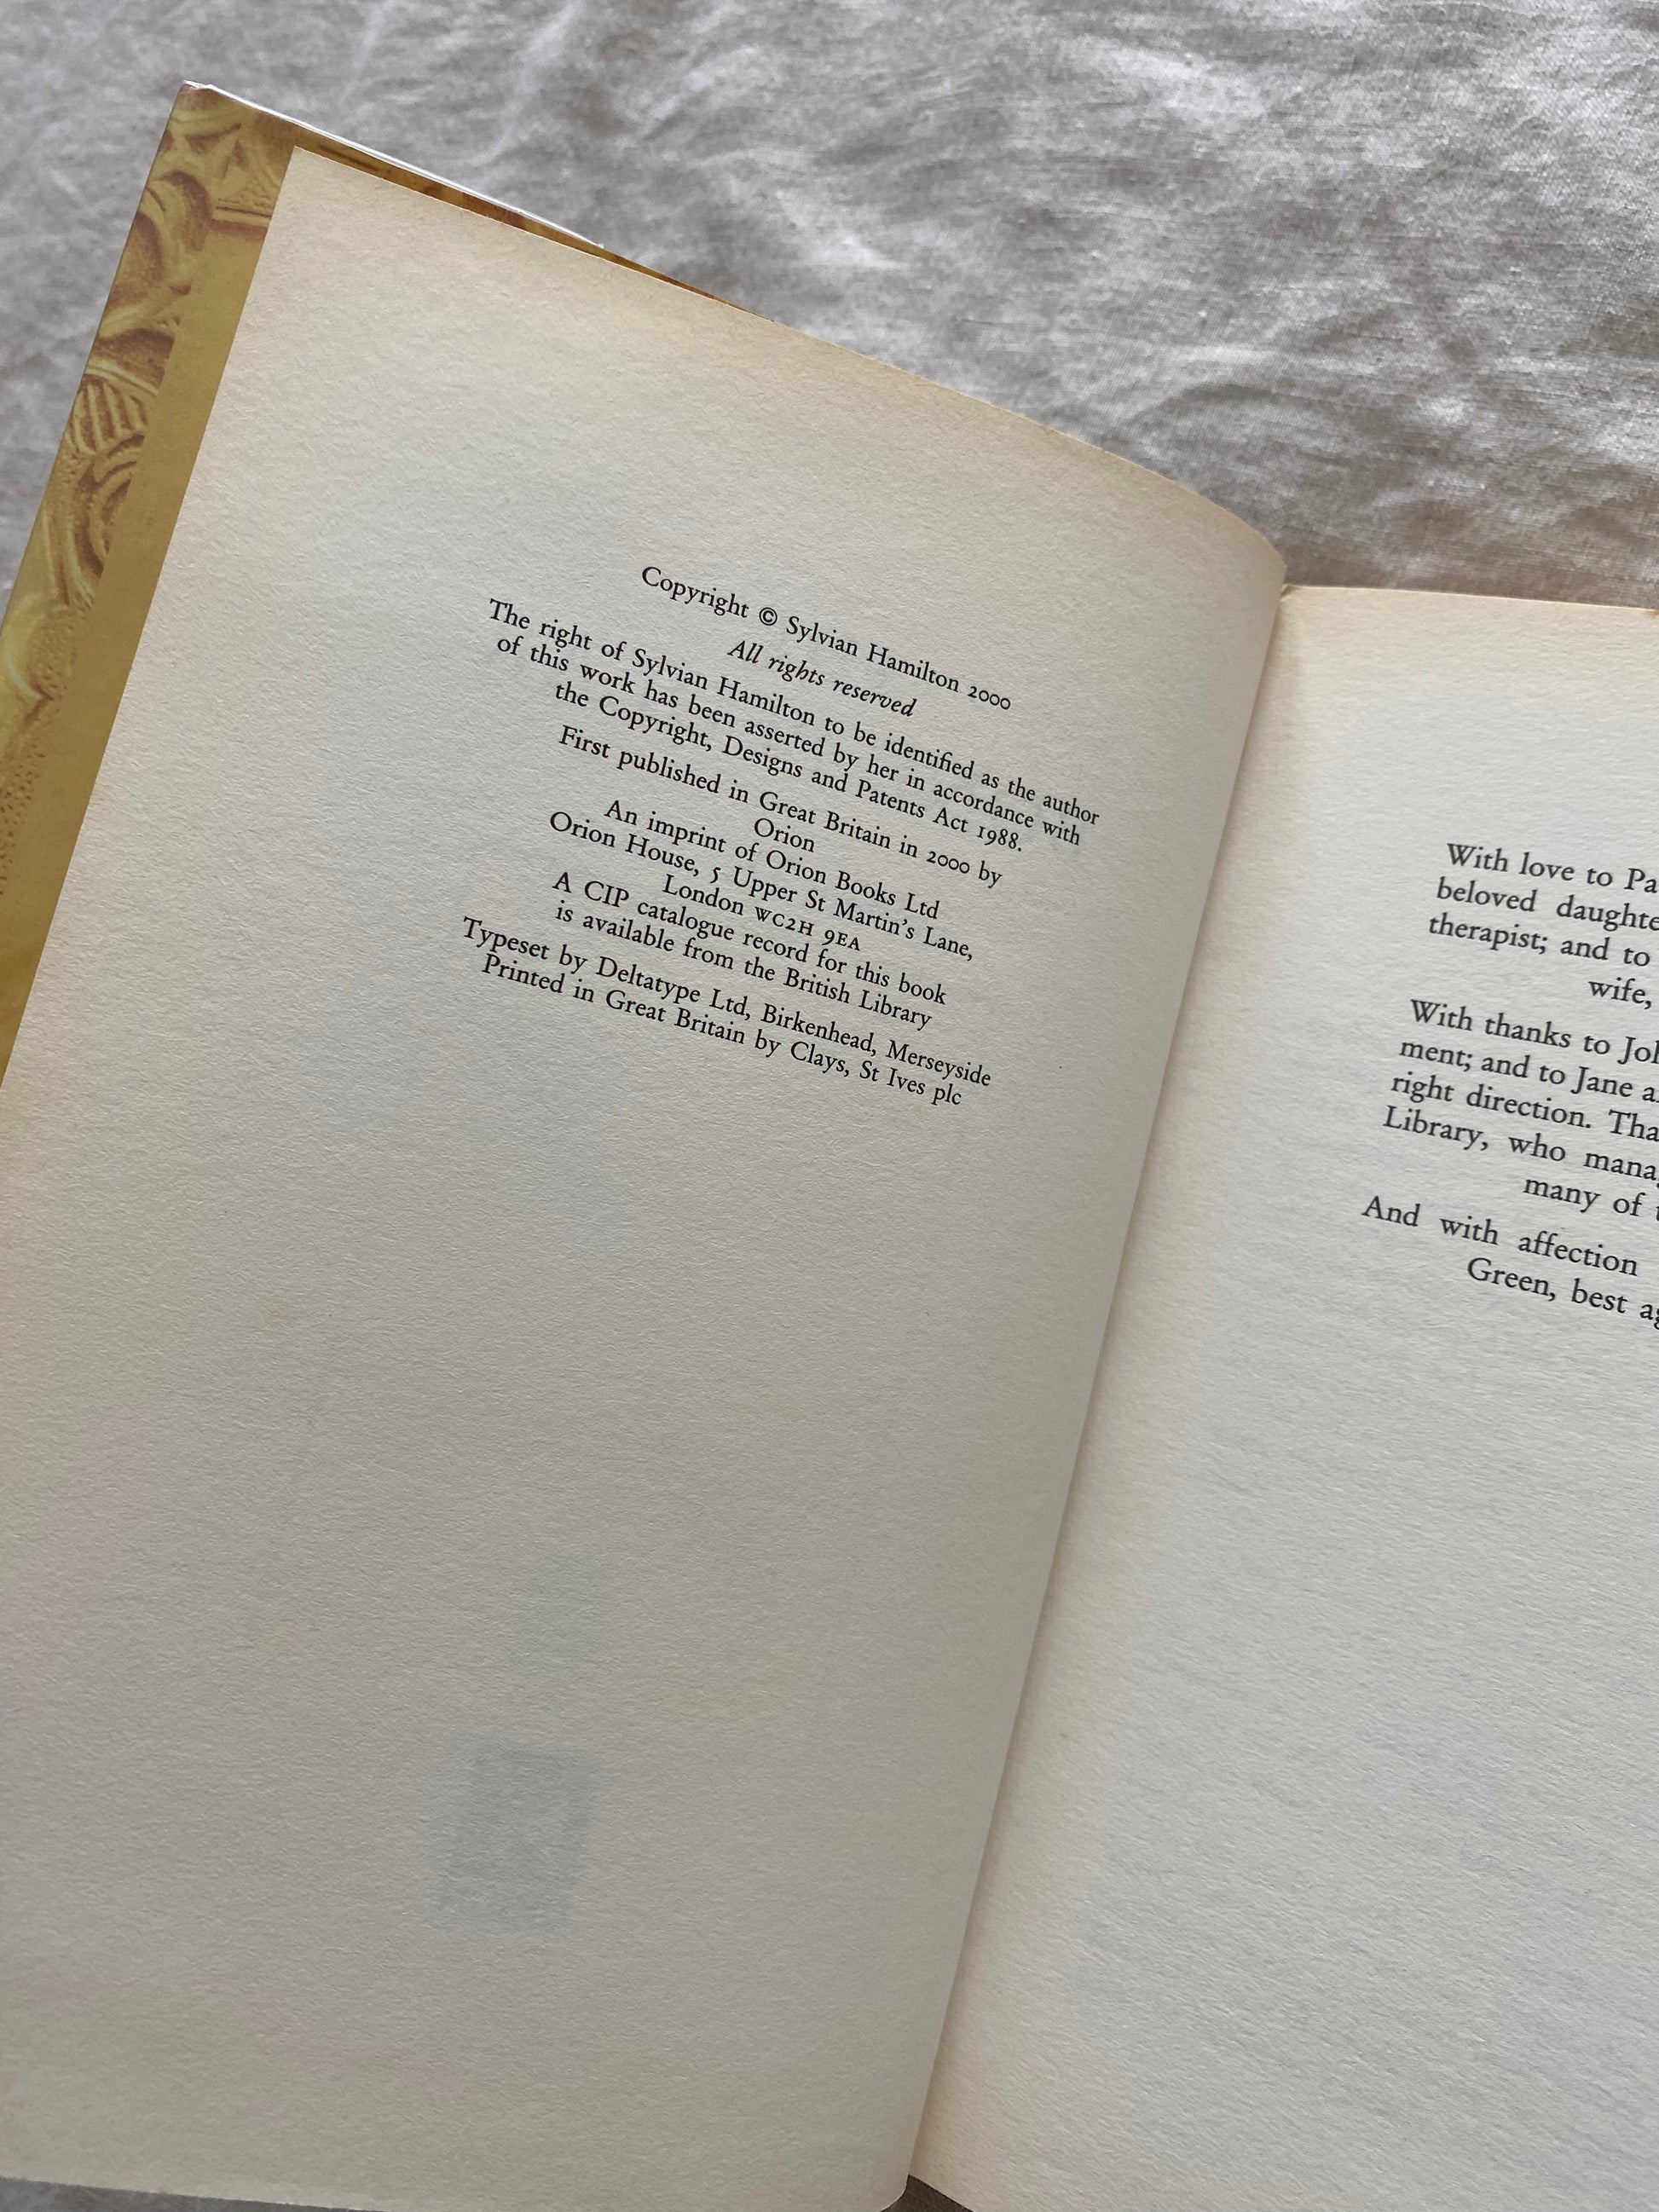 Copyright © Sylvian Hamilton 2000
All rights reserved
The right of Sylvian Hamilton to be identified as the author
of this work has been asserted by her in accordance with
the Copyright, Designs and Patents Act 1988.
First published in Great Britain in 2000 by
Orion
An imprint of Orion Books Ltd
Orion House, 5 Upper St Martin's Lane,
London WC2H 9EA
A CIP catalogue record for this book
is available from the British Library
Typeset by Deltatype Ltd, Birkenhead, Merseyside
Printed in Great Britain by Clays, St Ives plc
With love to
beloved
therapist; and to
wife,
With thanks to
ment; and to Jane
right direction.
Library, who
many of
And with affection
Green, best